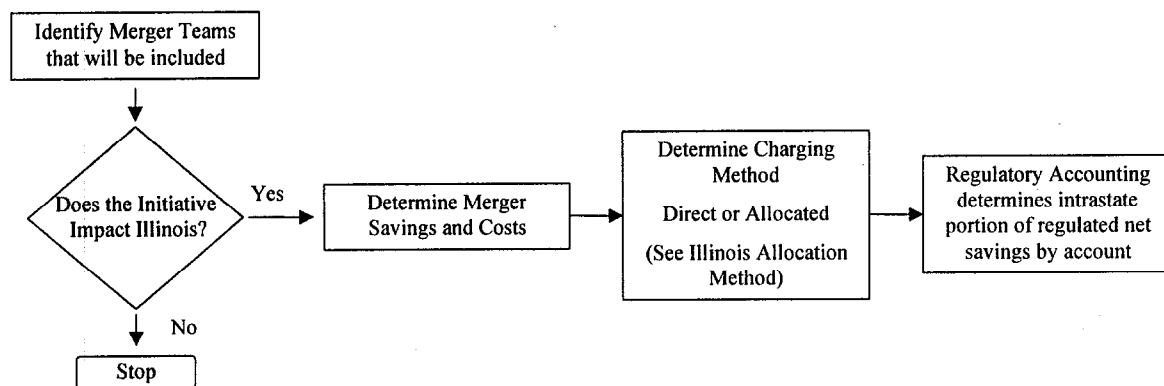 Identify Merger Teams
that will be included
Does the Initiative
Impact Illinois?
Yes
No
Stop
Determine Merger
Savings and Costs
Determine Charging
Method
Direct or Allocated
(See Illinois Allocation
Method)
Regulatory Accounting
determines intrastate
portion of regulated net
savings by account